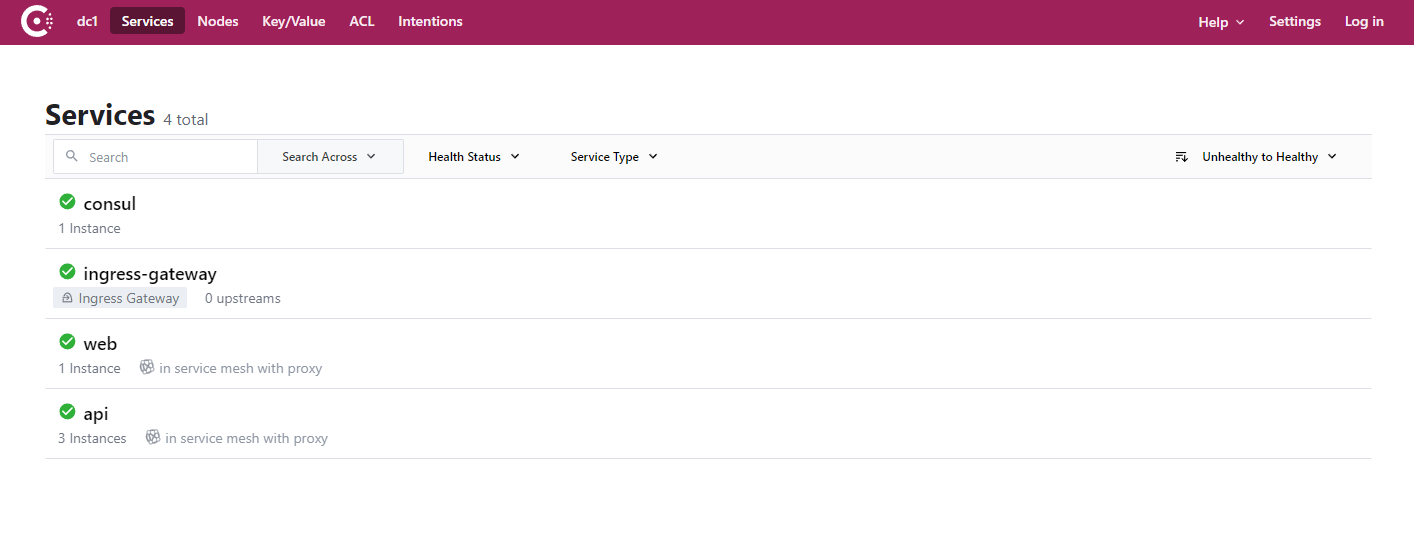 dc1 Services Nodes Key/Value ACL Intentions Help Settings Log in
Services 4 total
Search Search Across Health Status Service Type Unhealthy to Healthy
consul
1 Instance
ingress-gateway
Ingress Gateway 0 upstreams
web
1 Instance in service mesh with proxy
api
3 Instances in service mesh with proxy